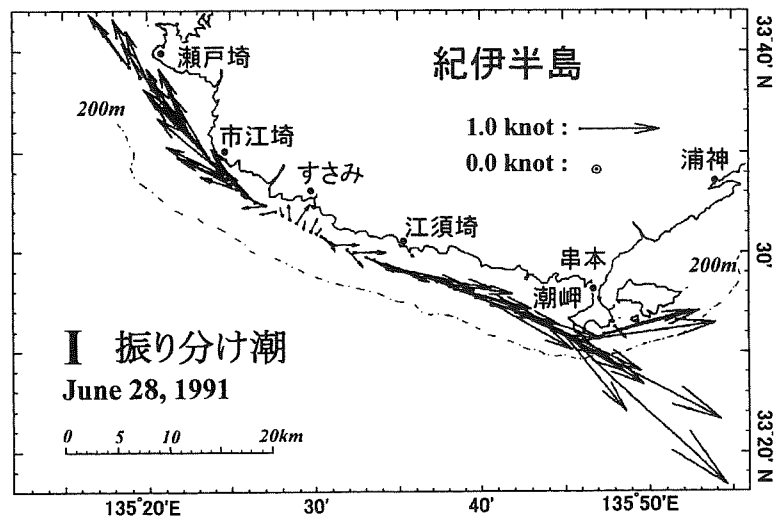 瀬戸埼
紀伊半島
200m
1.0 knot :
0.0 knot :
市江埼
すさみ
浦神
江須埼
串本
潮岬
200m
I 振り分け潮
June 28, 1991
0 5 10 20km
33°40' N
30'
33°20' N
135°20'E 30' 40' 135°50'E